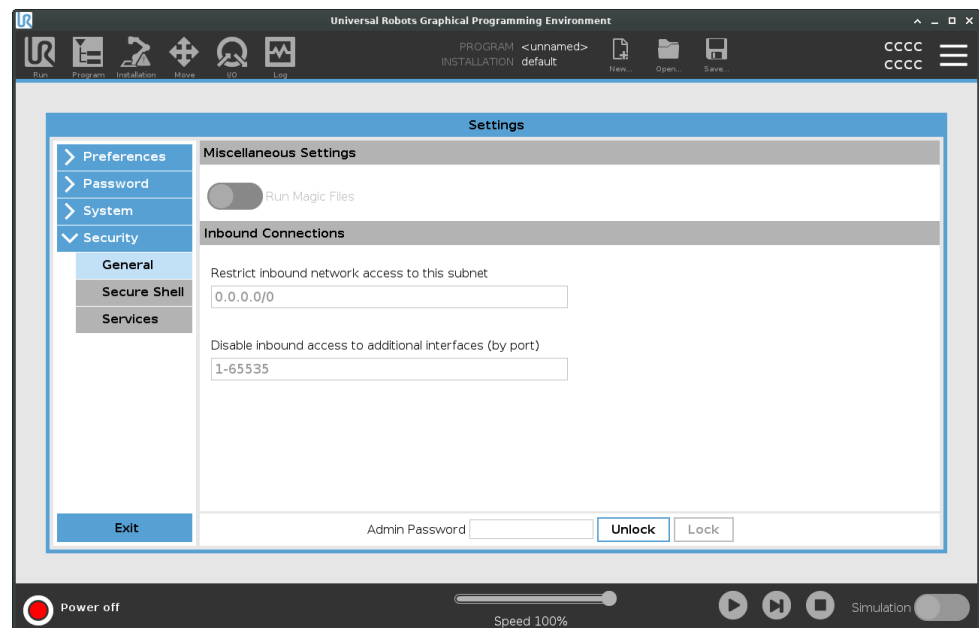 Universal Robots Graphical Programming Environment
UR
Run
Program
Installation
Move
I/O
Log
PROGRAM <unnamed>
INSTALLATION default
New...
Open...
Save...
CCCC
CCCC
Settings
Preferences
Password
System
Security
General
Secure Shell
Services
Exit
Miscellaneous Settings
Run Magic Files
Inbound Connections
Restrict inbound network access to this subnet
0.0.0.0/0
Disable inbound access to additional interfaces (by port)
1-65535
Admin Password
Unlock
Lock
Power off
Speed 100%
Simulation